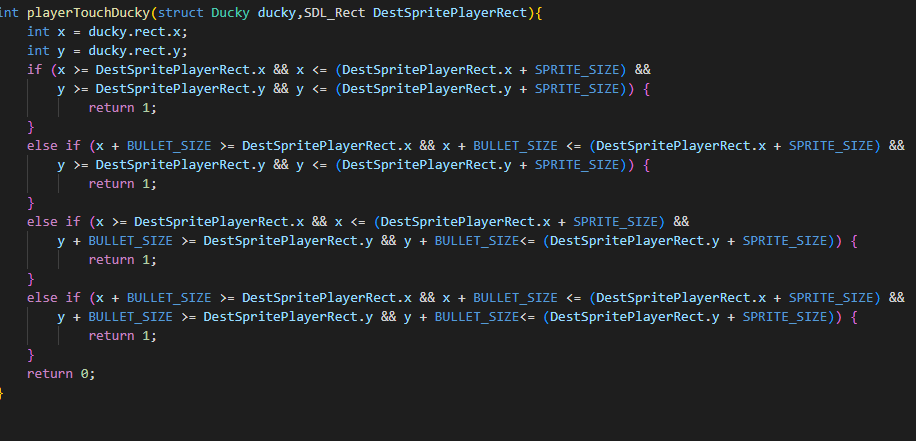 int playerTouchDucky(struct Ducky ducky,SDL_Rect DestSpritePlayerRect){
    int x = ducky.rect.x;
    int y = ducky.rect.y;
    if (x >= DestSpritePlayerRect.x && x <= (DestSpritePlayerRect.x + SPRITE_SIZE) &&
        y >= DestSpritePlayerRect.y && y <= (DestSpritePlayerRect.y + SPRITE_SIZE)) {
            return 1;
    }
    else if (x + BULLET_SIZE >= DestSpritePlayerRect.x && x + BULLET_SIZE <= (DestSpritePlayerRect.x + SPRITE_SIZE) &&
        y >= DestSpritePlayerRect.y && y <= (DestSpritePlayerRect.y + SPRITE_SIZE)) {
            return 1;
    }
    else if (x >= DestSpritePlayerRect.x && x <= (DestSpritePlayerRect.x + SPRITE_SIZE) &&
        y + BULLET_SIZE >= DestSpritePlayerRect.y && y + BULLET_SIZE<= (DestSpritePlayerRect.y + SPRITE_SIZE)) {
            return 1;
    }
    else if (x + BULLET_SIZE >= DestSpritePlayerRect.x && x + BULLET_SIZE <= (DestSpritePlayerRect.x + SPRITE_SIZE) &&
        y + BULLET_SIZE >= DestSpritePlayerRect.y && y + BULLET_SIZE<= (DestSpritePlayerRect.y + SPRITE_SIZE)) {
            return 1;
    }
    return 0;
}